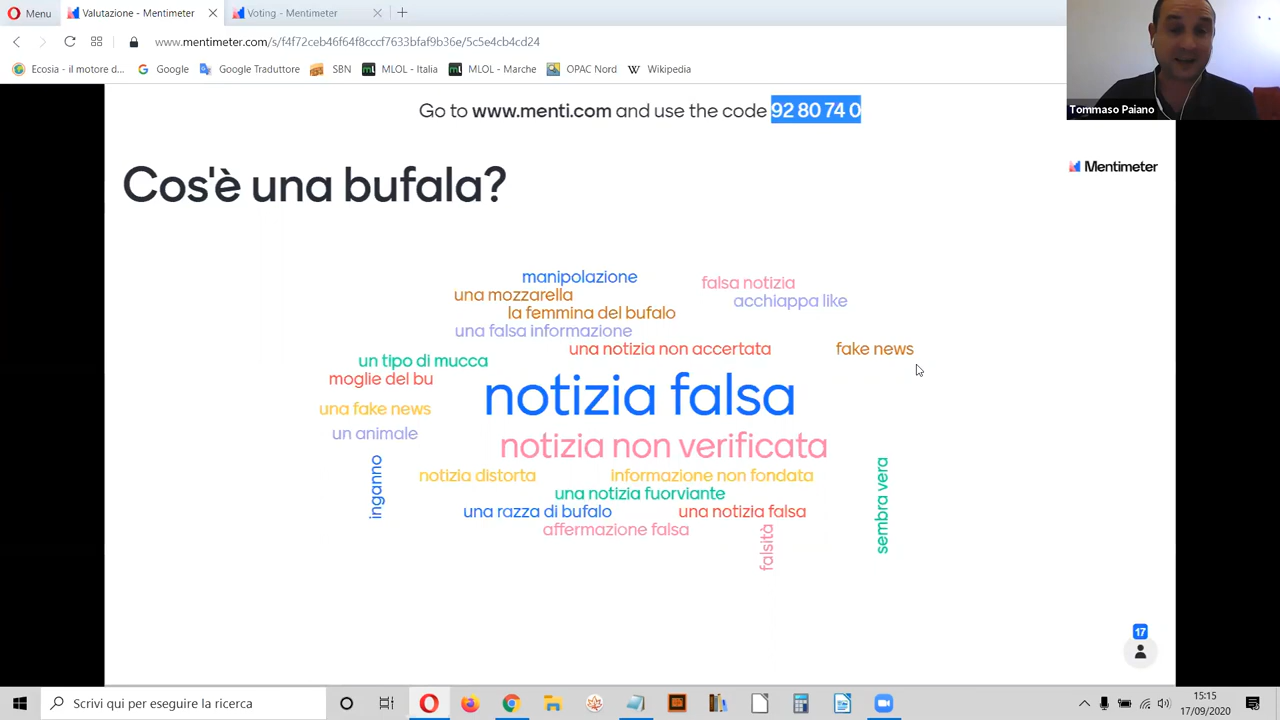 Menu
Valutazione - Mentimeter
Voting - Mentimeter
www.mentimeter.com/s/f4f72ceb46f64f8cccf7633bfaf9b36e/5c5e4cb4cd24
Ecosia - il motore d...
Google
Google Traduttore
SBN
MLOL - Italia
MLOL - Marche
OPAC Nord
Wikipedia
Tommaso Paiano
Go to www.menti.com and use the code 92 80 74 0
Mentimeter
Cos'è una bufala?
manipolazione
falsa notizia
una mozzarella
acchiappa like
la femmina del bufalo
una falsa informazione
una notizia non accertata
fake news
un tipo di mucca
moglie del bu
notizia falsa
una fake news
un animale
notizia non verificata
inganno
notizia distorta
informazione non fondata
sembra vera
una notizia fuorviante
una razza di bufalo
una notizia falsa
affermazione falsa
falsità
17
Scrivi qui per eseguire la ricerca
15:15
17/09/2020